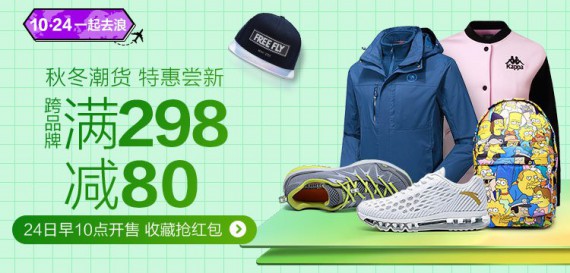 10·24一起去浪
秋冬潮货 特惠尝新
跨品牌
满298
减80
24日早10点开售 收藏抢红包
FREE FLY
Kappa